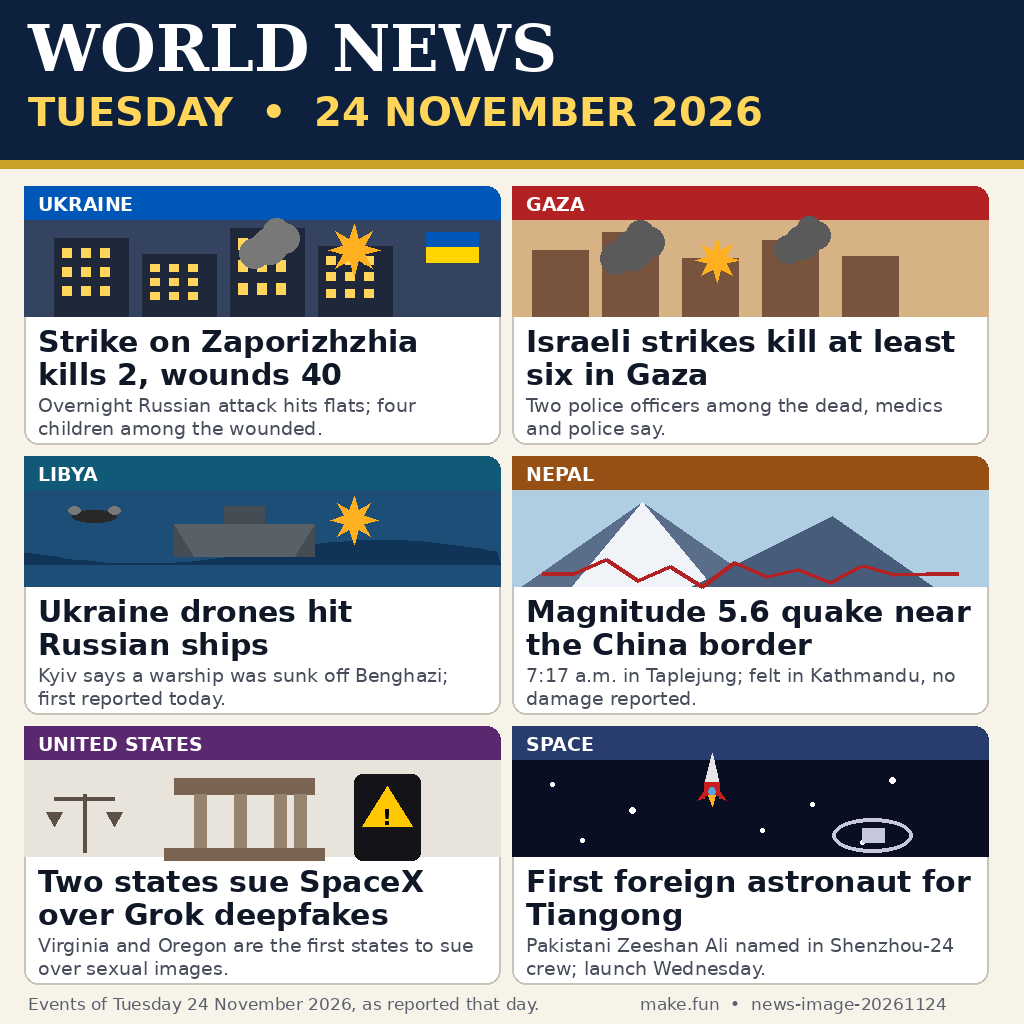 WORLD NEWS
TUESDAY • 24 NOVEMBER 2026
UKRAINE
Strike on Zaporizhzhia
kills 2, wounds 40
Overnight Russian attack hits flats; four
children among the wounded.
GAZA
Israeli strikes kill at least
six in Gaza
Two police officers among the dead, medics
and police say.
LIBYA
Ukraine drones hit
Russian ships
Kyiv says a warship was sunk off Benghazi;
first reported today.
NEPAL
Magnitude 5.6 quake near
the China border
7:17 a.m. in Taplejung; felt in Kathmandu, no
damage reported.
UNITED STATES
!
Two states sue SpaceX
over Grok deepfakes
Virginia and Oregon are the first states to sue
over sexual images.
SPACE
First foreign astronaut for
Tiangong
Pakistani Zeeshan Ali named in Shenzhou-24
crew; launch Wednesday.
Events of Tuesday 24 November 2026, as reported that day.
make.fun • news-image-20261124